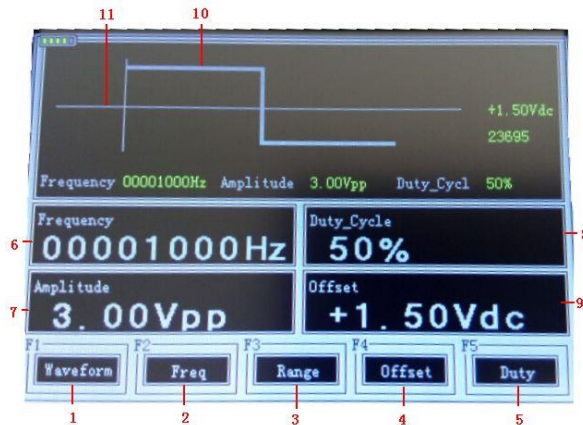 11
10
+1.50Vdc
23695
Frequency 00001000Hz Amplitude 3.00Vpp Duty_Cycl 50%
Frequency
00001000Hz
Duty_Cycle
50%
6
8
Amplitude
3.00Vpp
Offset
+1.50Vdc
7
9
F1 F2 F3 F4 F5
Waveform Freq Range Offset Duty
1 2 3 4 5